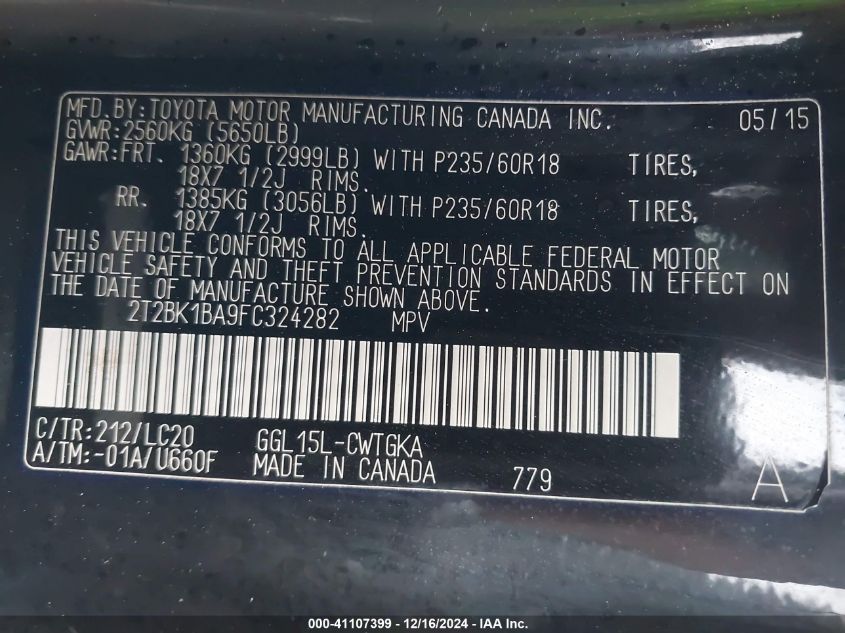 MFD.BY:TOYOTA MOTOR MANUFACTURING CANADA INC. 05/15
GVWR:2560KG (5650LB)
GAWR:FRT. 1360KG (2999LB) WITH P235/60R18 TIRES,
18X7 1/2J RIMS.
RR. 1385KG (3056LB) WITH P235/60R18 TIRES,
18X7 1/2J RIMS.
THIS VEHICLE CONFORMS TO ALL APPLICABLE FEDERAL MOTOR
VEHICLE SAFETY AND THEFT PREVENTION STANDARDS IN EFFECT ON
THE DATE OF MANUFACTURE SHOWN ABOVE.
2T2BK1BA9FC324282 MPV
C/TR:212/LC20 GGL15L-CWTGKA
A/TM:-01A/U660F MADE IN CANADA 779 A
000-41107399 - 12/16/2024 - IAA Inc.